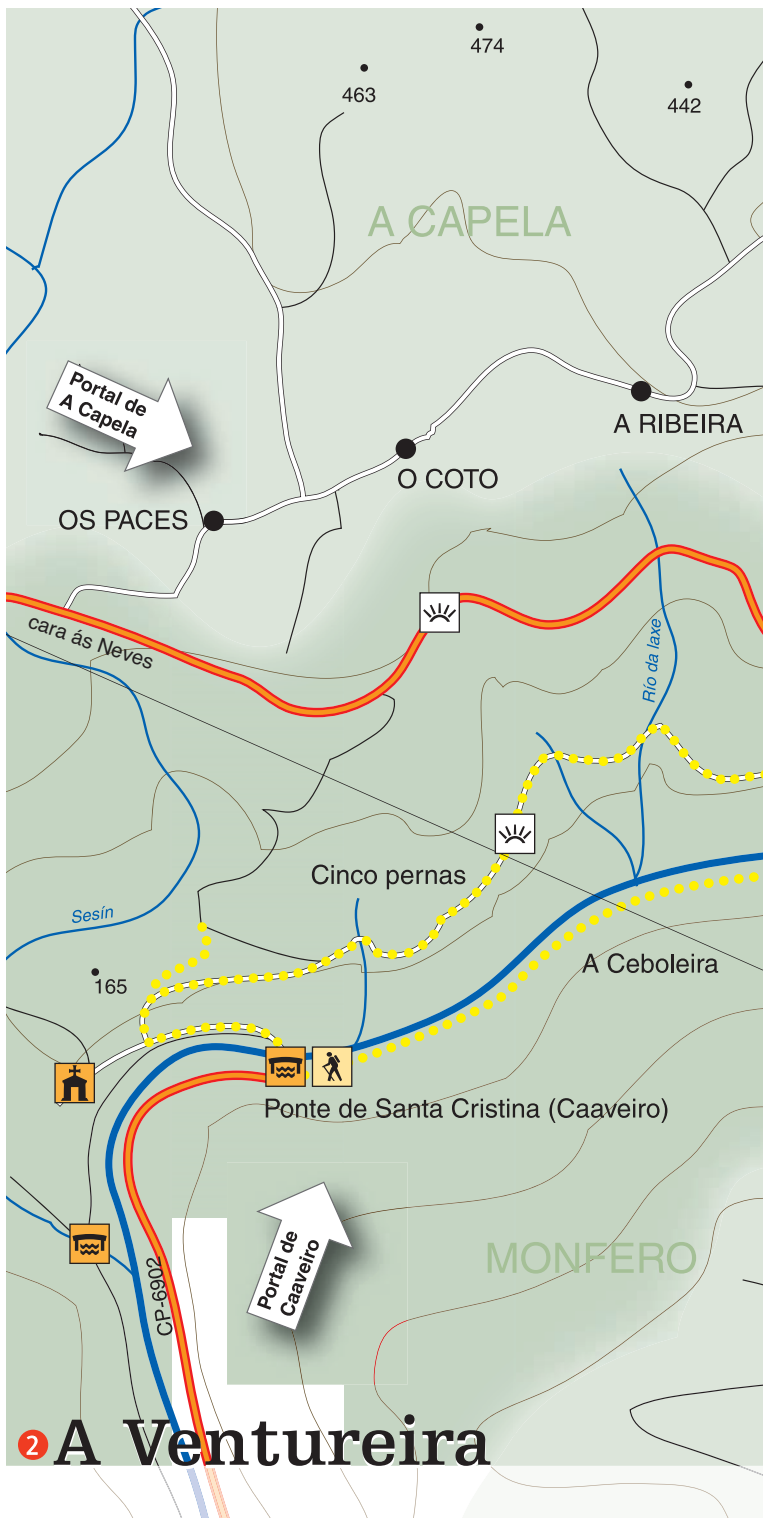 474
463
442
A CAPELA
Portal de
A Capela
A RIBEIRA
O COTO
OS PACES
cara ás Neves
Río da laxe
Cinco pernas
Sesín
A Ceboleira
165
Ponte de Santa Cristina (Caaveiro)
Portal de
Caaveiro
MONFERO
CP-6902
2 A Ventureira